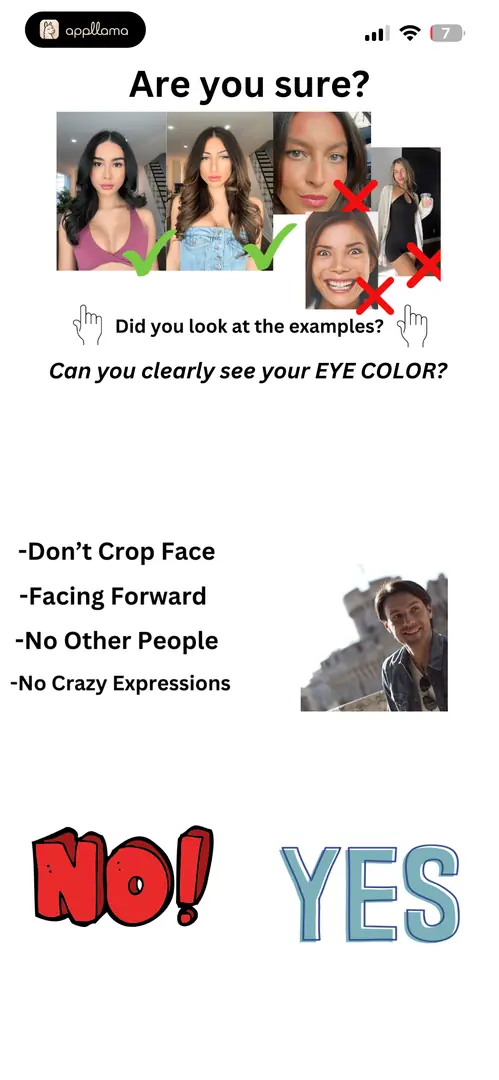 appllama
7
Are you sure?
Did you look at the examples?
Can you clearly see your EYE COLOR?
-Don’t Crop Face
-Facing Forward
-No Other People
-No Crazy Expressions
NO!
YES